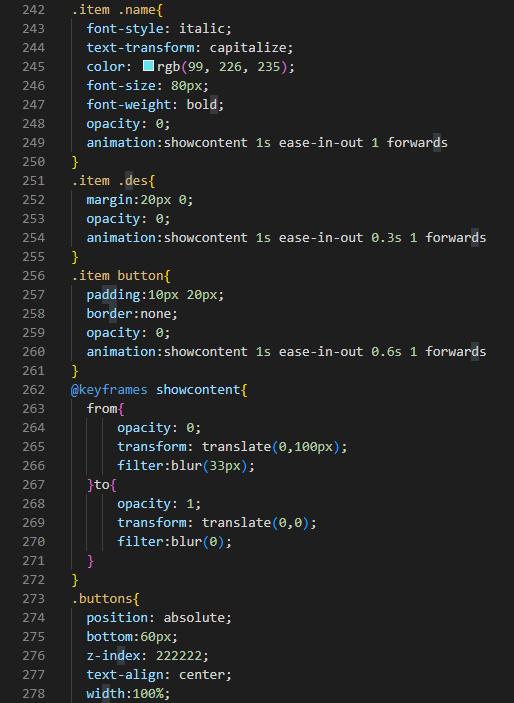 242 .item .name{
243 font-style: italic;
244 text-transform: capitalize;
245 color: rgb(99, 226, 235);
246 font-size: 80px;
247 font-weight: bold;
248 opacity: 0;
249 animation:showcontent 1s ease-in-out 1 forwards
250 }
251 .item .des{
252 margin:20px 0;
253 opacity: 0;
254 animation:showcontent 1s ease-in-out 0.3s 1 forwards
255 }
256 .item button{
257 padding:10px 20px;
258 border:none;
259 opacity: 0;
260 animation:showcontent 1s ease-in-out 0.6s 1 forwards
261 }
262 @keyframes showcontent{
263 from{
264 opacity: 0;
265 transform: translate(0,100px);
266 filter:blur(33px);
267 }to{
268 opacity: 1;
269 transform: translate(0,0);
270 filter:blur(0);
271 }
272 }
273 .buttons{
274 position: absolute;
275 bottom:60px;
276 z-index: 222222;
277 text-align: center;
278 width:100%;